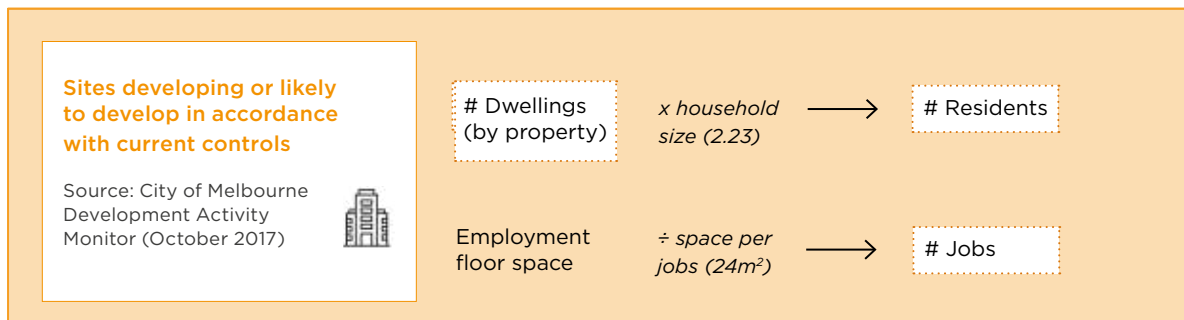 Sites developing or likely
to develop in accordance
with current controls
Source: City of Melbourne
Development Activity
Monitor (October 2017)
# Dwellings
(by property)
x household
size (2.23)
# Residents
Employment
floor space
÷ space per
jobs (24m²)
# Jobs